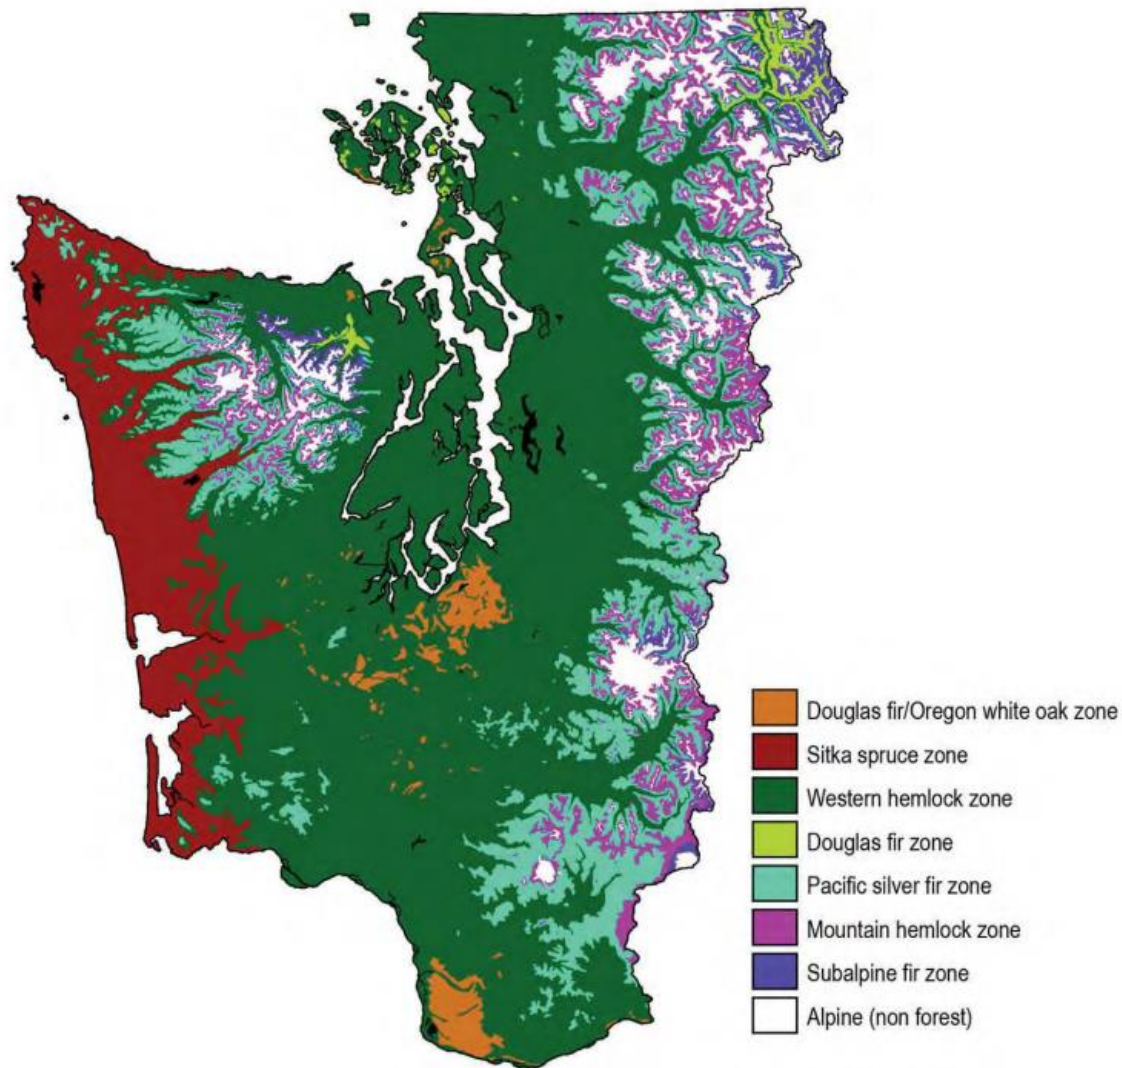 Douglas fir/Oregon white oak zone
Sitka spruce zone
Western hemlock zone
Douglas fir zone
Pacific silver fir zone
Mountain hemlock zone
Subalpine fir zone
Alpine (non forest)